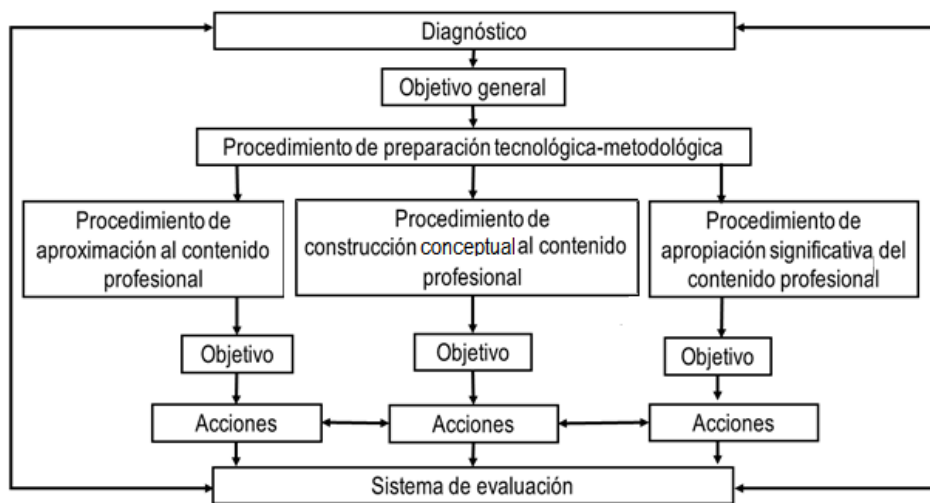 Diagnóstico
Objetivo general
Procedimiento de preparación tecnológica-metodológica
Procedimiento de
aproximación al contenido
profesional
Procedimiento de
construcción conceptual al contenido
profesional
Procedimiento de
apropiación significativa del
contenido profesional
Objetivo
Objetivo
Objetivo
Acciones
Acciones
Acciones
Sistema de evaluación